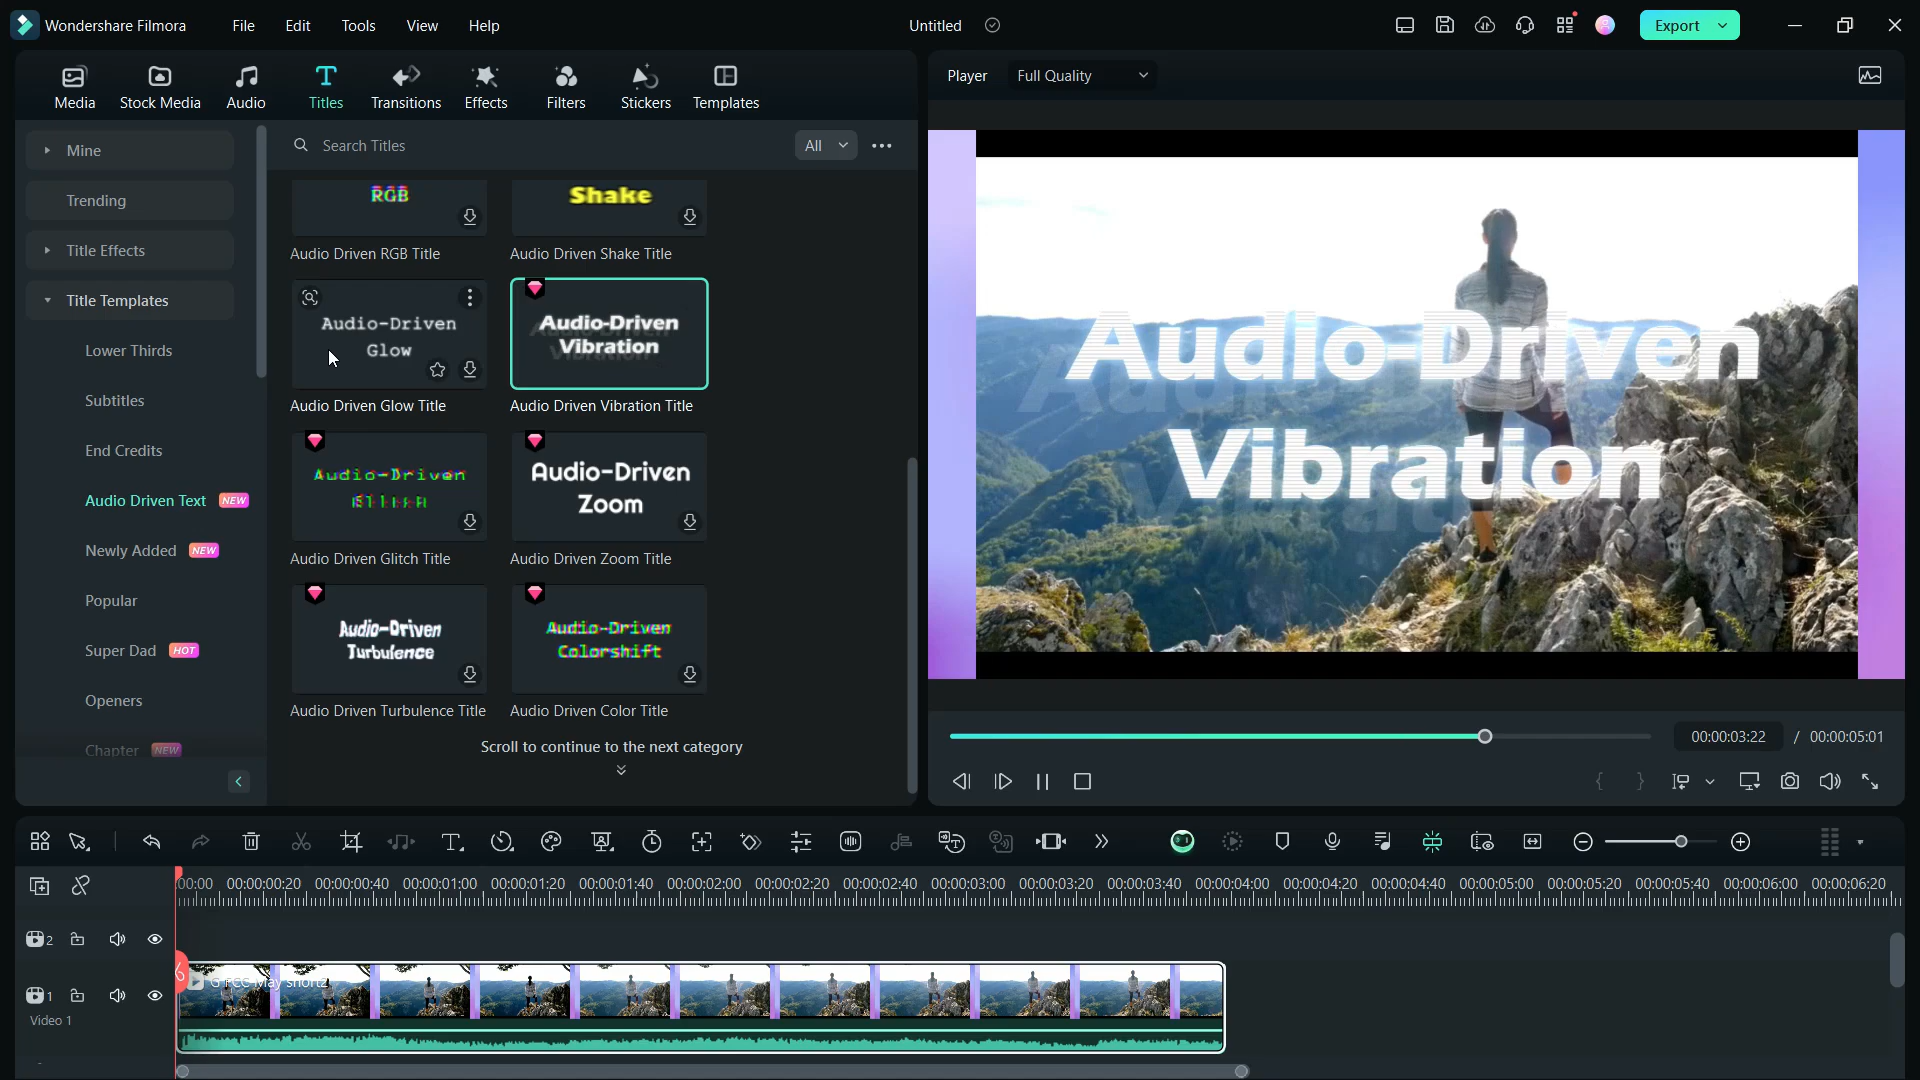 Wondershare Filmora
File
Edit
Tools
View
Help
Untitled
Export
Media
Stock Media
Audio
Titles
Transitions
Effects
Filters
Stickers
Templates
Player
Full Quality
Mine
Trending
Title Effects
Title Templates
Lower Thirds
Subtitles
End Credits
Audio Driven Text NEW
Newly Added NEW
Popular
Super Dad HOT
Openers
Chapter NEW
Search Titles
All
RGB
Shake
Audio Driven RGB Title
Audio Driven Shake Title
Audio-Driven
Glow
Audio-Driven
Vibration
Audio Driven Glow Title
Audio Driven Vibration Title
Audio-Driven
Audio-Driven
Zoom
Audio Driven Glitch Title
Audio Driven Zoom Title
Audio-Driven
Turbulence
Audio-Driven
Colorshift
Audio Driven Turbulence Title
Audio Driven Color Title
Scroll to continue to the next category
Audio-Driven
Vibration
00:00:03:22 / 00:00:05:01
00:00 00:00:00:20 00:00:00:40 00:00:01:00 00:00:01:20 00:00:01:40 00:00:02:00 00:00:02:20 00:00:02:40 00:00:03:00 00:00:03:20 00:00:03:40 00:00:04:00 00:00:04:20 00:00:04:40 00:00:05:00 00:00:05:20 00:00:05:40 00:00:06:00 00:00:06:20
2
G FCC May short2
1
Video 1